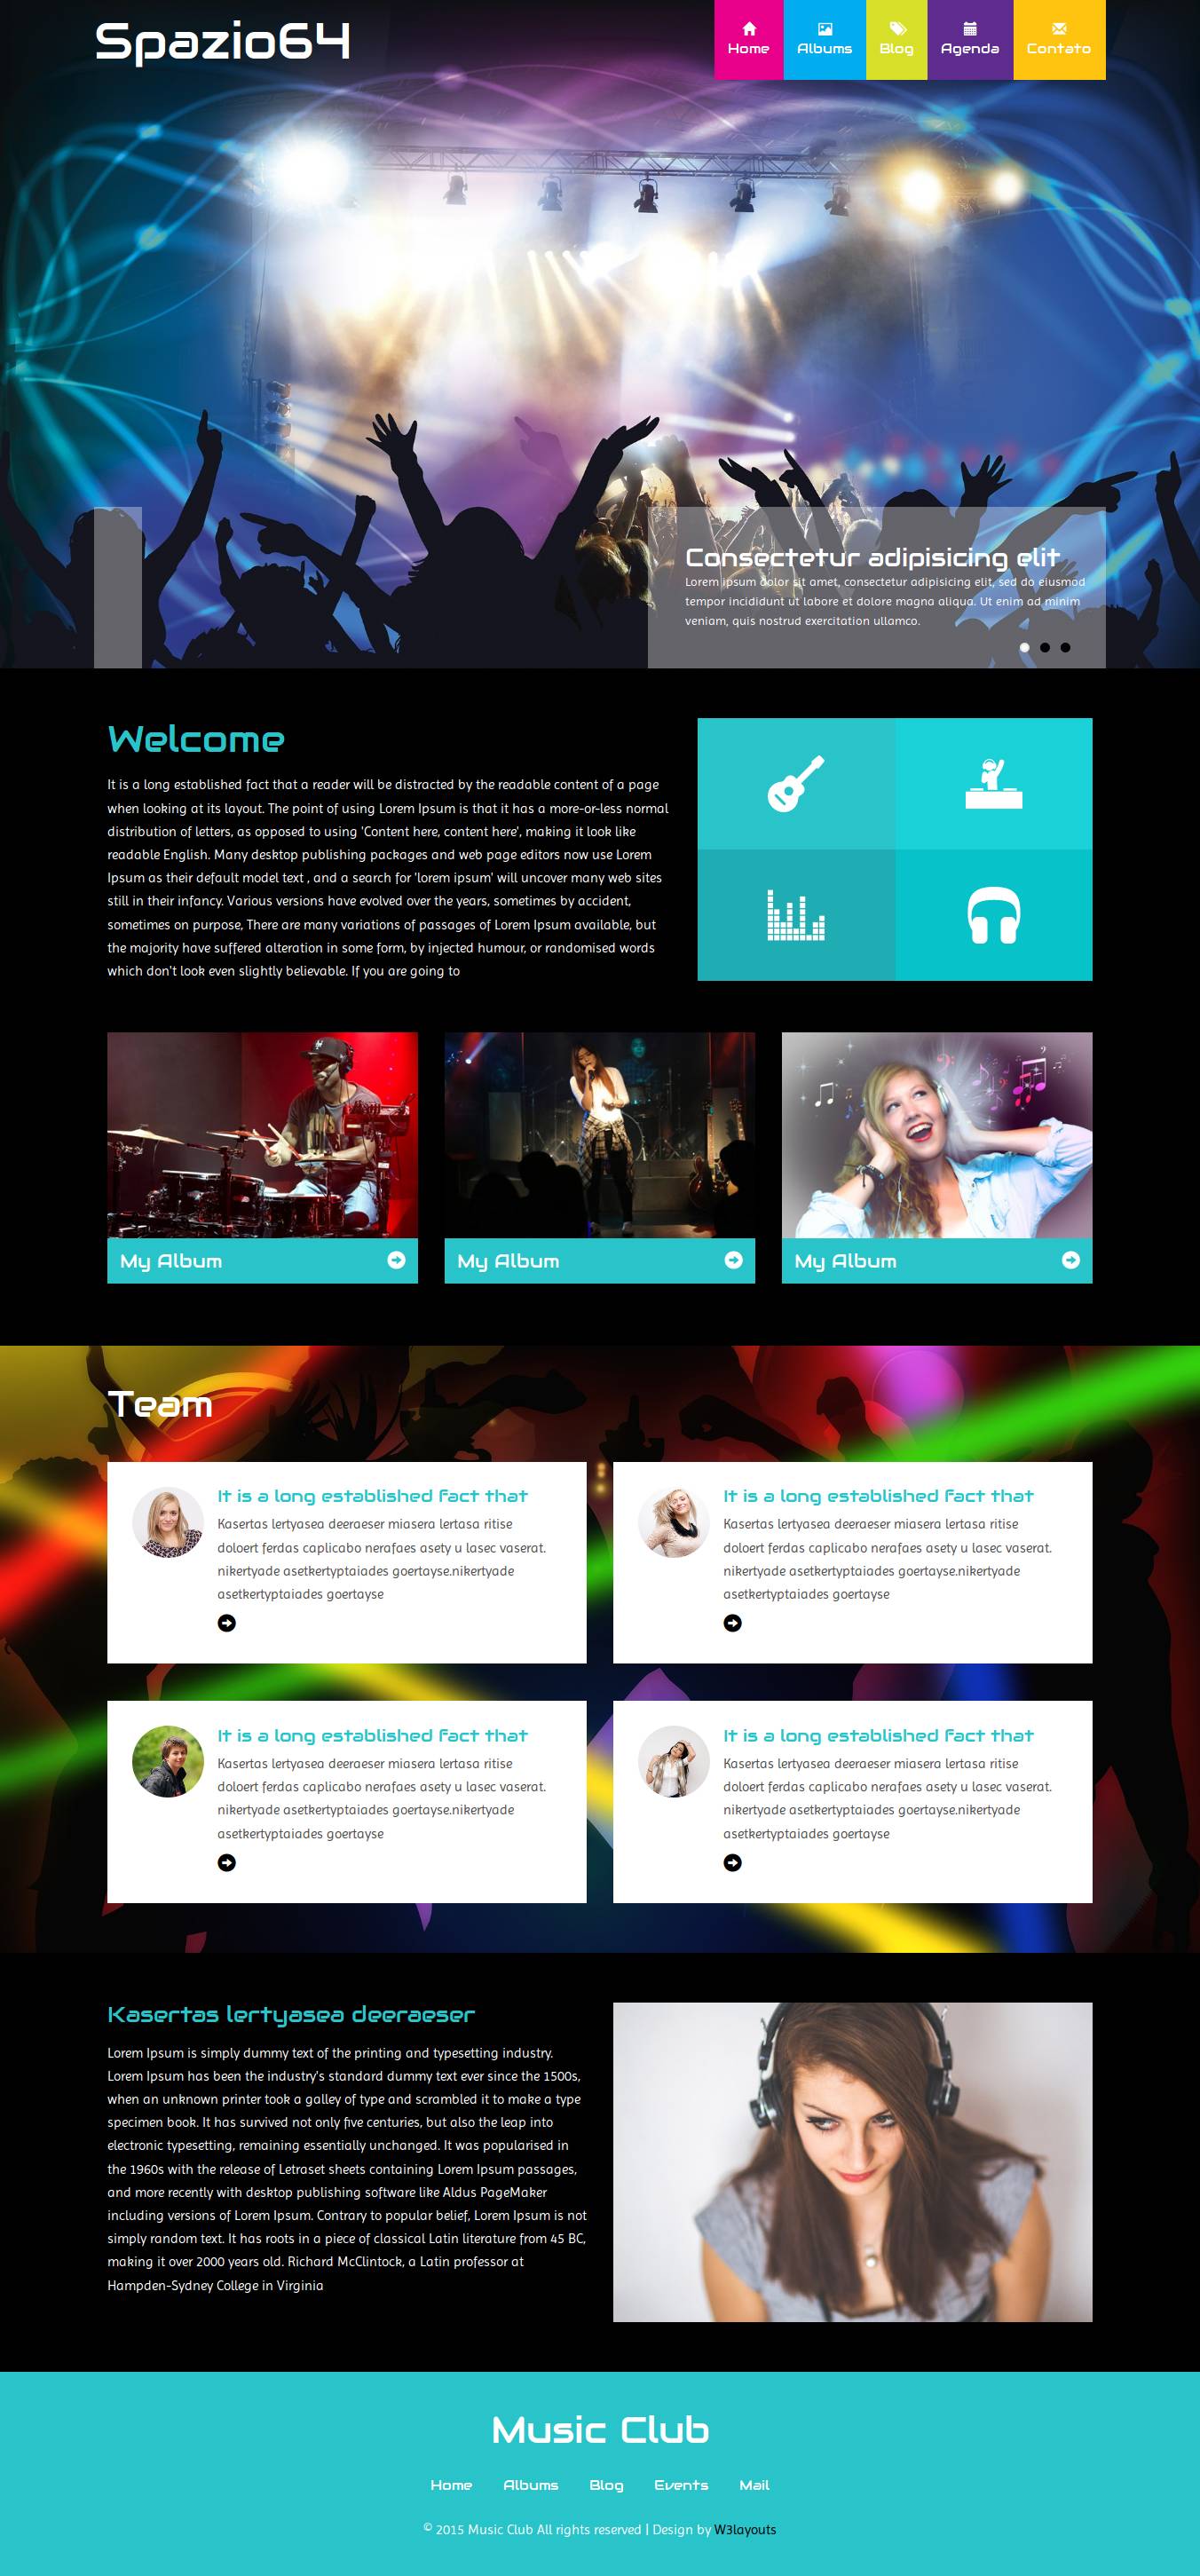 Spazio64
Home Albums Blog Agenda Contato
Consectetur adipisicing elit
Lorem ipsum dolor sit amet, consectetur adipisicing elit, sed do eiusmod
tempor incididunt ut labore et dolore magna aliqua. Ut enim ad minim
veniam, quis nostrud exercitation ullamco.
Welcome
It is a long established fact that a reader will be distracted by the readable content of a page
when looking at its layout. The point of using Lorem Ipsum is that it has a more-or-less normal
distribution of letters, as opposed to using 'Content here, content here', making it look like
readable English. Many desktop publishing packages and web page editors now use Lorem
Ipsum as their default model text , and a search for 'lorem ipsum' will uncover many web sites
still in their infancy. Various versions have evolved over the years, sometimes by accident,
sometimes on purpose, There are many variations of passages of Lorem Ipsum available, but
the majority have suffered alteration in some form, by injected humour, or randomised words
which don't look even slightly believable. If you are going to
My Album
My Album
My Album
Team
It is a long established fact that
Kasertas lertyasea deeraeser miasera lertasa ritise
doloert ferdas caplicabo nerafaes asety u lasec vaserat.
nikertyade asetkertyptaiades goertayse.nikertyade
asetkertyptaiades goertayse
It is a long established fact that
Kasertas lertyasea deeraeser miasera lertasa ritise
doloert ferdas caplicabo nerafaes asety u lasec vaserat.
nikertyade asetkertyptaiades goertayse.nikertyade
asetkertyptaiades goertayse
It is a long established fact that
Kasertas lertyasea deeraeser miasera lertasa ritise
doloert ferdas caplicabo nerafaes asety u lasec vaserat.
nikertyade asetkertyptaiades goertayse.nikertyade
asetkertyptaiades goertayse
It is a long established fact that
Kasertas lertyasea deeraeser miasera lertasa ritise
doloert ferdas caplicabo nerafaes asety u lasec vaserat.
nikertyade asetkertyptaiades goertayse.nikertyade
asetkertyptaiades goertayse
Kasertas lertyasea deeraeser
Lorem Ipsum is simply dummy text of the printing and typesetting industry.
Lorem Ipsum has been the industry's standard dummy text ever since the 1500s,
when an unknown printer took a galley of type and scrambled it to make a type
specimen book. It has survived not only five centuries, but also the leap into
electronic typesetting, remaining essentially unchanged. It was popularised in
the 1960s with the release of Letraset sheets containing Lorem Ipsum passages,
and more recently with desktop publishing software like Aldus PageMaker
including versions of Lorem Ipsum. Contrary to popular belief, Lorem Ipsum is not
simply random text. It has roots in a piece of classical Latin literature from 45 BC,
making it over 2000 years old. Richard McClintock, a Latin professor at
Hampden-Sydney College in Virginia
Music Club
Home Albums Blog Events Mail
© 2015 Music Club All rights reserved | Design by W3layouts